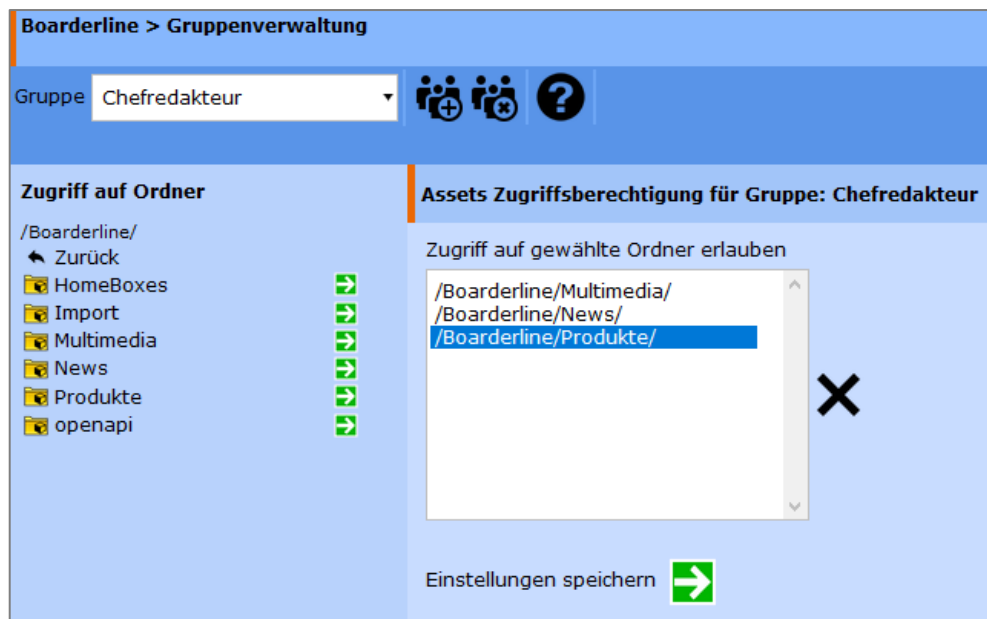 Boarderline > Gruppenverwaltung
Gruppe Chefredakteur
Zugriff auf Ordner
/Boarderline/
Zurück
HomeBoxes
Import
Multimedia
News
Produkte
openapi
Assets Zugriffsberechtigung für Gruppe: Chefredakteur
Zugriff auf gewählte Ordner erlauben
/Boarderline/Multimedia/
/Boarderline/News/
/Boarderline/Produkte/
Einstellungen speichern